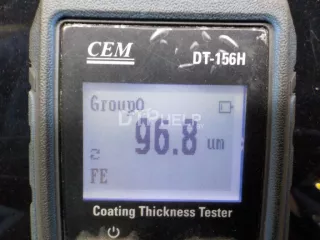 CEM
DT-156H
Group0
96.8 um
FE
Coating Thickness Tester